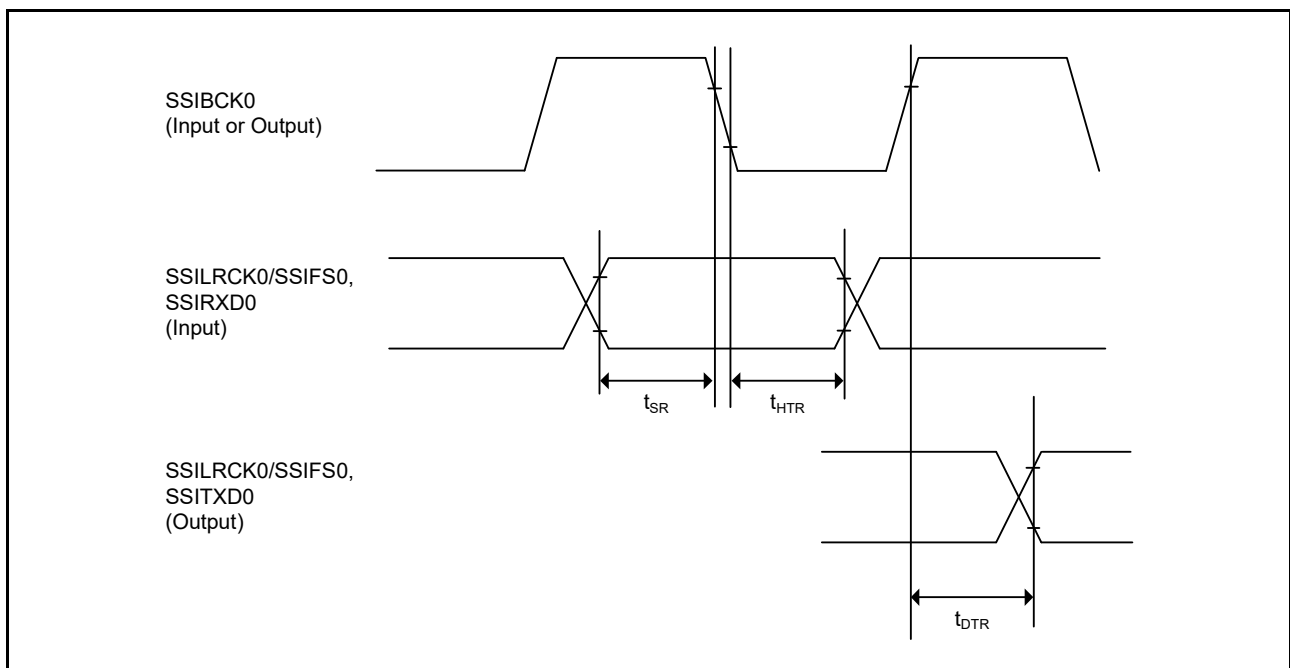 SSIBCK0
(Input or Output)
SSILRCK0/SSIFS0,
SSIRXD0
(Input)
tSR
tHTR
SSILRCK0/SSIFS0,
SSITXD0
(Output)
tDTR